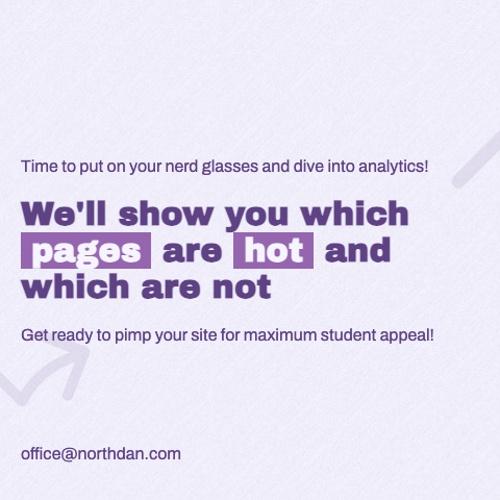 Time to put on your nerd glasses and dive into analytics!
We'll show you which
pages are hot and
which are not
Get ready to pimp your site for maximum student appeal!
office@northdan.com